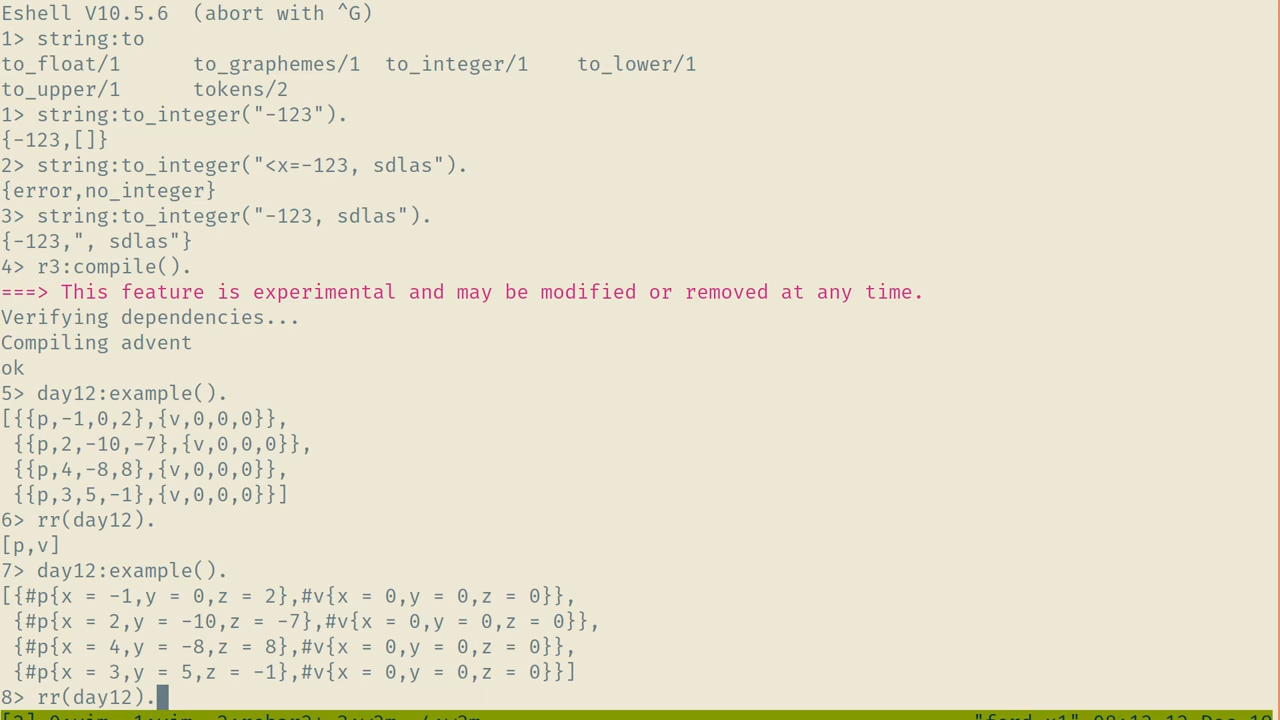 Eshell V10.5.6  (abort with ^G)
1> string:to
to_float/1      to_graphemes/1  to_integer/1    to_lower/1
to_upper/1      tokens/2
1> string:to_integer("-123").
{-123,[]}
2> string:to_integer("<x=-123, sdlas").
{error,no_integer}
3> string:to_integer("-123, sdlas").
{-123,", sdlas"}
4> r3:compile().
===> This feature is experimental and may be modified or removed at any time.
Verifying dependencies...
Compiling advent
ok
5> day12:example().
[{{p,-1,0,2},{v,0,0,0}},
 {{p,2,-10,-7},{v,0,0,0}},
 {{p,4,-8,8},{v,0,0,0}},
 {{p,3,5,-1},{v,0,0,0}}]
6> rr(day12).
[p,v]
7> day12:example().
[{#p{x = -1,y = 0,z = 2},#v{x = 0,y = 0,z = 0}},
 {#p{x = 2,y = -10,z = -7},#v{x = 0,y = 0,z = 0}},
 {#p{x = 4,y = -8,z = 8},#v{x = 0,y = 0,z = 0}},
 {#p{x = 3,y = 5,z = -1},#v{x = 0,y = 0,z = 0}}]
8> rr(day12).